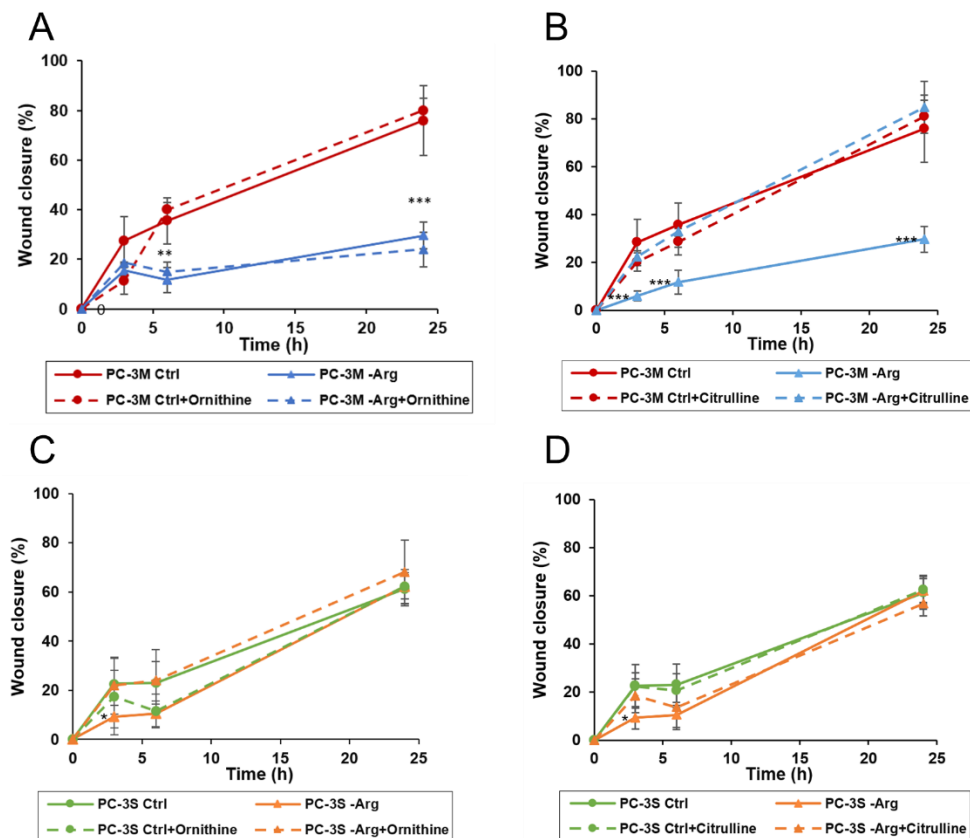 A
100
80
60
40
20
0
Wound closure (%)
**
***
0
0 5 10 15 20 25
Time (h)
PC-3M Ctrl PC-3M -Arg
PC-3M Ctrl+Ornithine PC-3M -Arg+Ornithine
B
100
80
60
40
20
0
Wound closure (%)
***
***
***
0 5 10 15 20 25
Time (h)
PC-3M Ctrl PC-3M -Arg
PC-3M Ctrl+Citrulline PC-3M -Arg+Citrulline
C
100
80
60
40
20
0
Wound closure (%)
*
0 5 10 15 20 25
Time (h)
PC-3S Ctrl PC-3S -Arg
PC-3S Ctrl+Ornithine PC-3S -Arg+Ornithine
D
100
80
60
40
20
0
Wound closure (%)
*
0 5 10 15 20 25
Time (h)
PC-3S Ctrl PC-3S -Arg
PC-3S Ctrl+Citrulline PC-3S -Arg+Citrulline